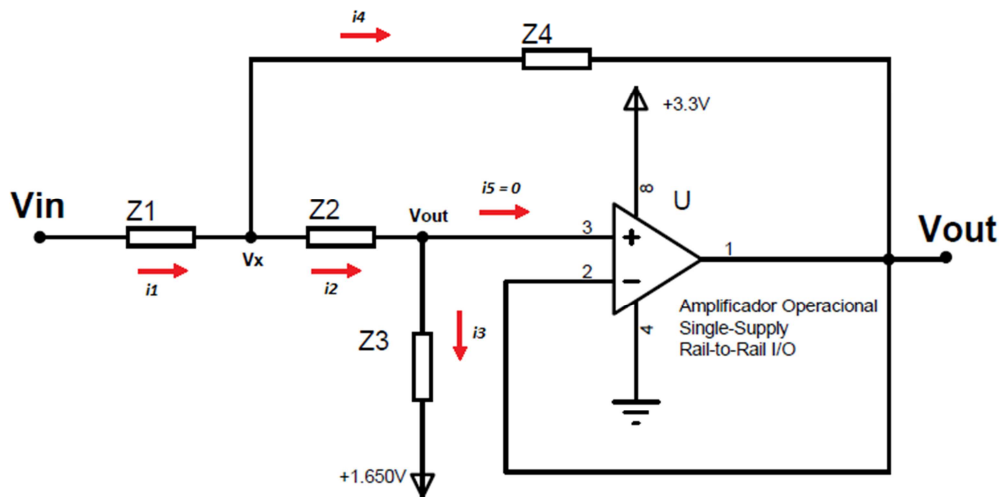 i4
Z4
+3.3V
8
U
Vin
Z1
Z2
Vout
i5 = 0
3
1
Vout
Vx
2
i1
i2
Z3
i3
4
Amplificador Operacional
Single-Supply
Rail-to-Rail I/O
+1.650V